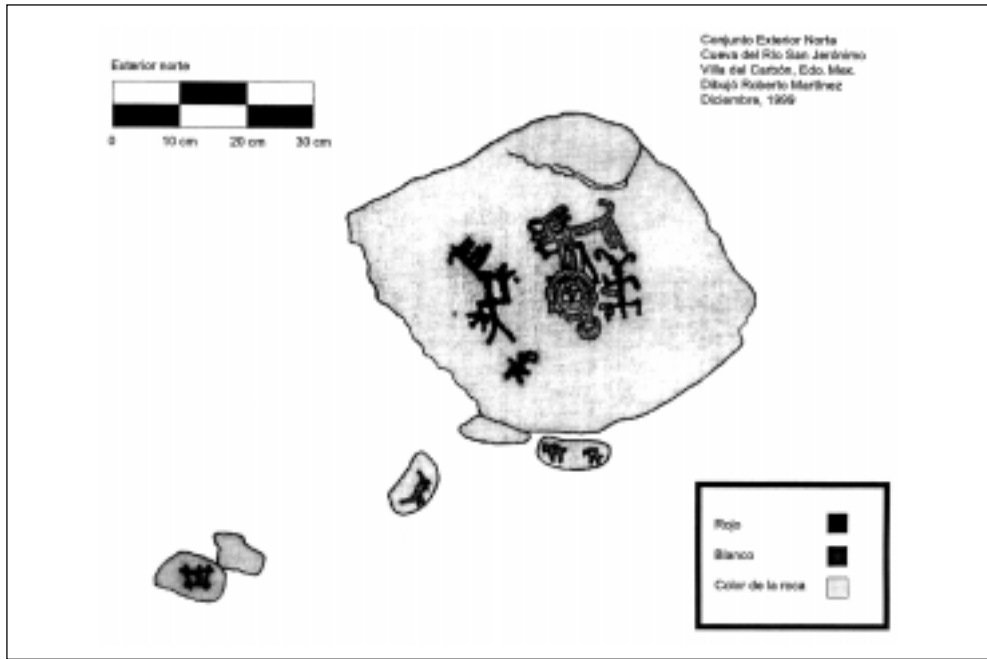 Exterior norte
0 10 cm 20 cm 30 cm
Conjunto Exterior Norte
Cueva del Río San Jerónimo
Villa del Carbón, Edo. Mex.
Dibujó Roberto Martínez
Diciembre, 1999
Rojo
Blanco
Color de la roca